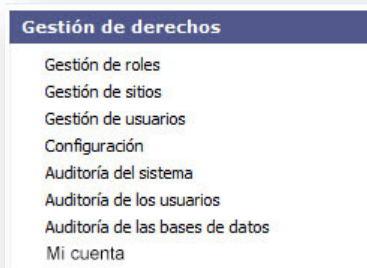 Gestión de derechos
Gestión de roles
Gestión de sitios
Gestión de usuarios
Configuración
Auditoría del sistema
Auditoría de los usuarios
Auditoría de las bases de datos
Mi cuenta